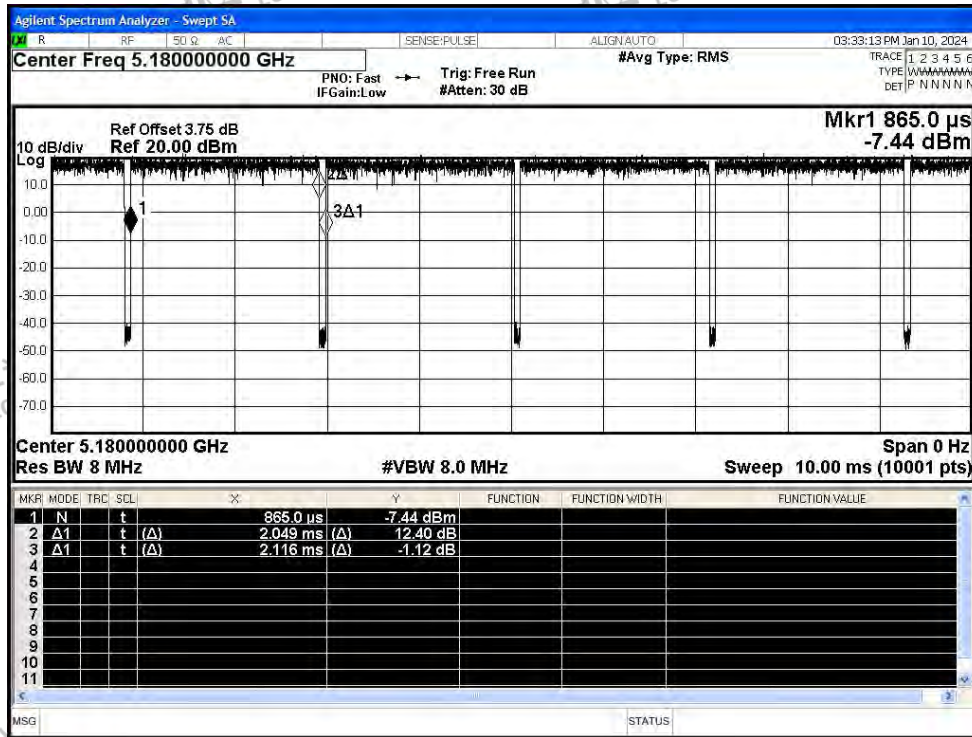 Agilent Spectrum Analyzer - Swept SA
LXI R RF 50 Ω AC SENSE:PULSE ALIGN AUTO 03:33:13 PM Jan 10, 2024
Center Freq 5.180000000 GHz #Avg Type: RMS TRACE 1 2 3 4 5 6
PNO: Fast Trig: Free Run TYPE WWWWWW
IFGain:Low #Atten: 30 dB DET P N N N N N
Mkr1 865.0 µs
Ref Offset 3.75 dB
10 dB/div Ref 20.00 dBm -7.44 dBm
Log
10.0
1
3Δ1
0.00
-10.0
-20.0
-30.0
-40.0
-50.0
-60.0
-70.0
Center 5.180000000 GHz Span 0 Hz
Res BW 8 MHz #VBW 8.0 MHz Sweep 10.00 ms (10001 pts)
MKR MODE TRC SCL X Y FUNCTION FUNCTION WIDTH FUNCTION VALUE
1 N t 865.0 µs -7.44 dBm
2 Δ1 t (Δ) 2.049 ms (Δ) 12.40 dB
3 Δ1 t (Δ) 2.116 ms (Δ) -1.12 dB
4
5
6
7
8
9
10
11
MSG STATUS